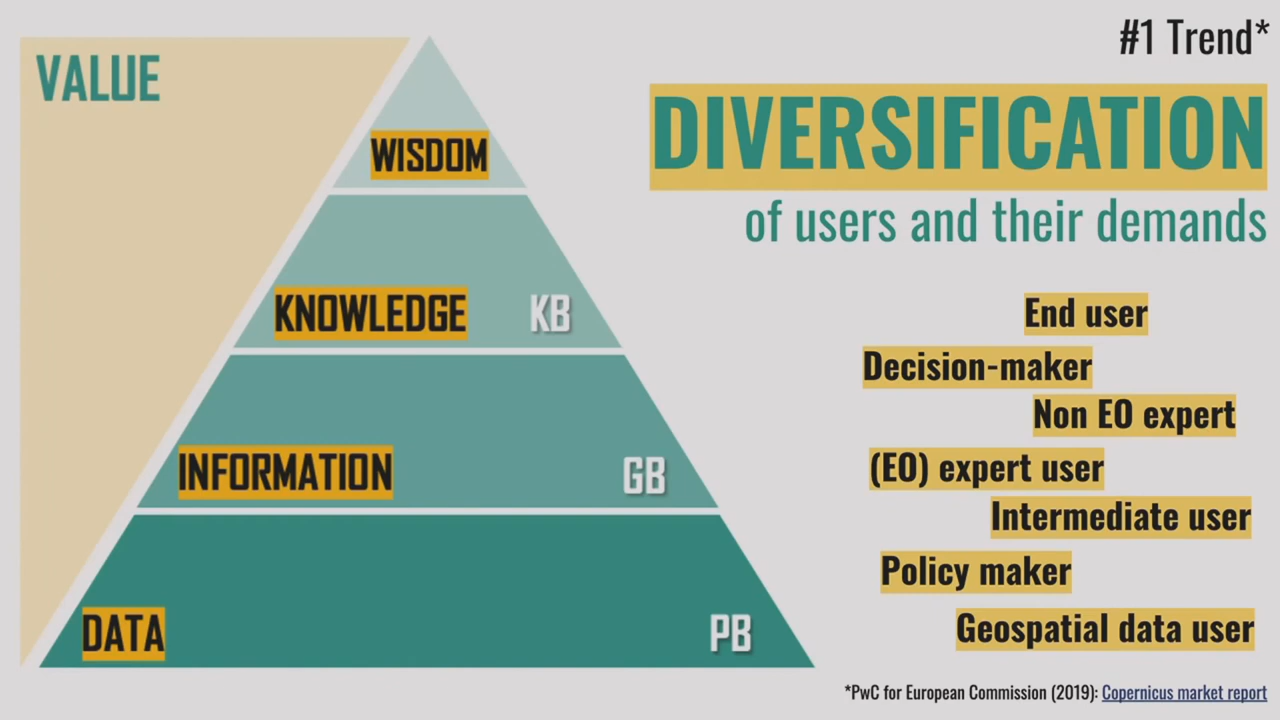 VALUE
WISDOM
KNOWLEDGE KB
INFORMATION GB
DATA PB
#1 Trend*
DIVERSIFICATION
of users and their demands
End user
Decision-maker
Non EO expert
(EO) expert user
Intermediate user
Policy maker
Geospatial data user
*PwC for European Commission (2019): Copernicus market report